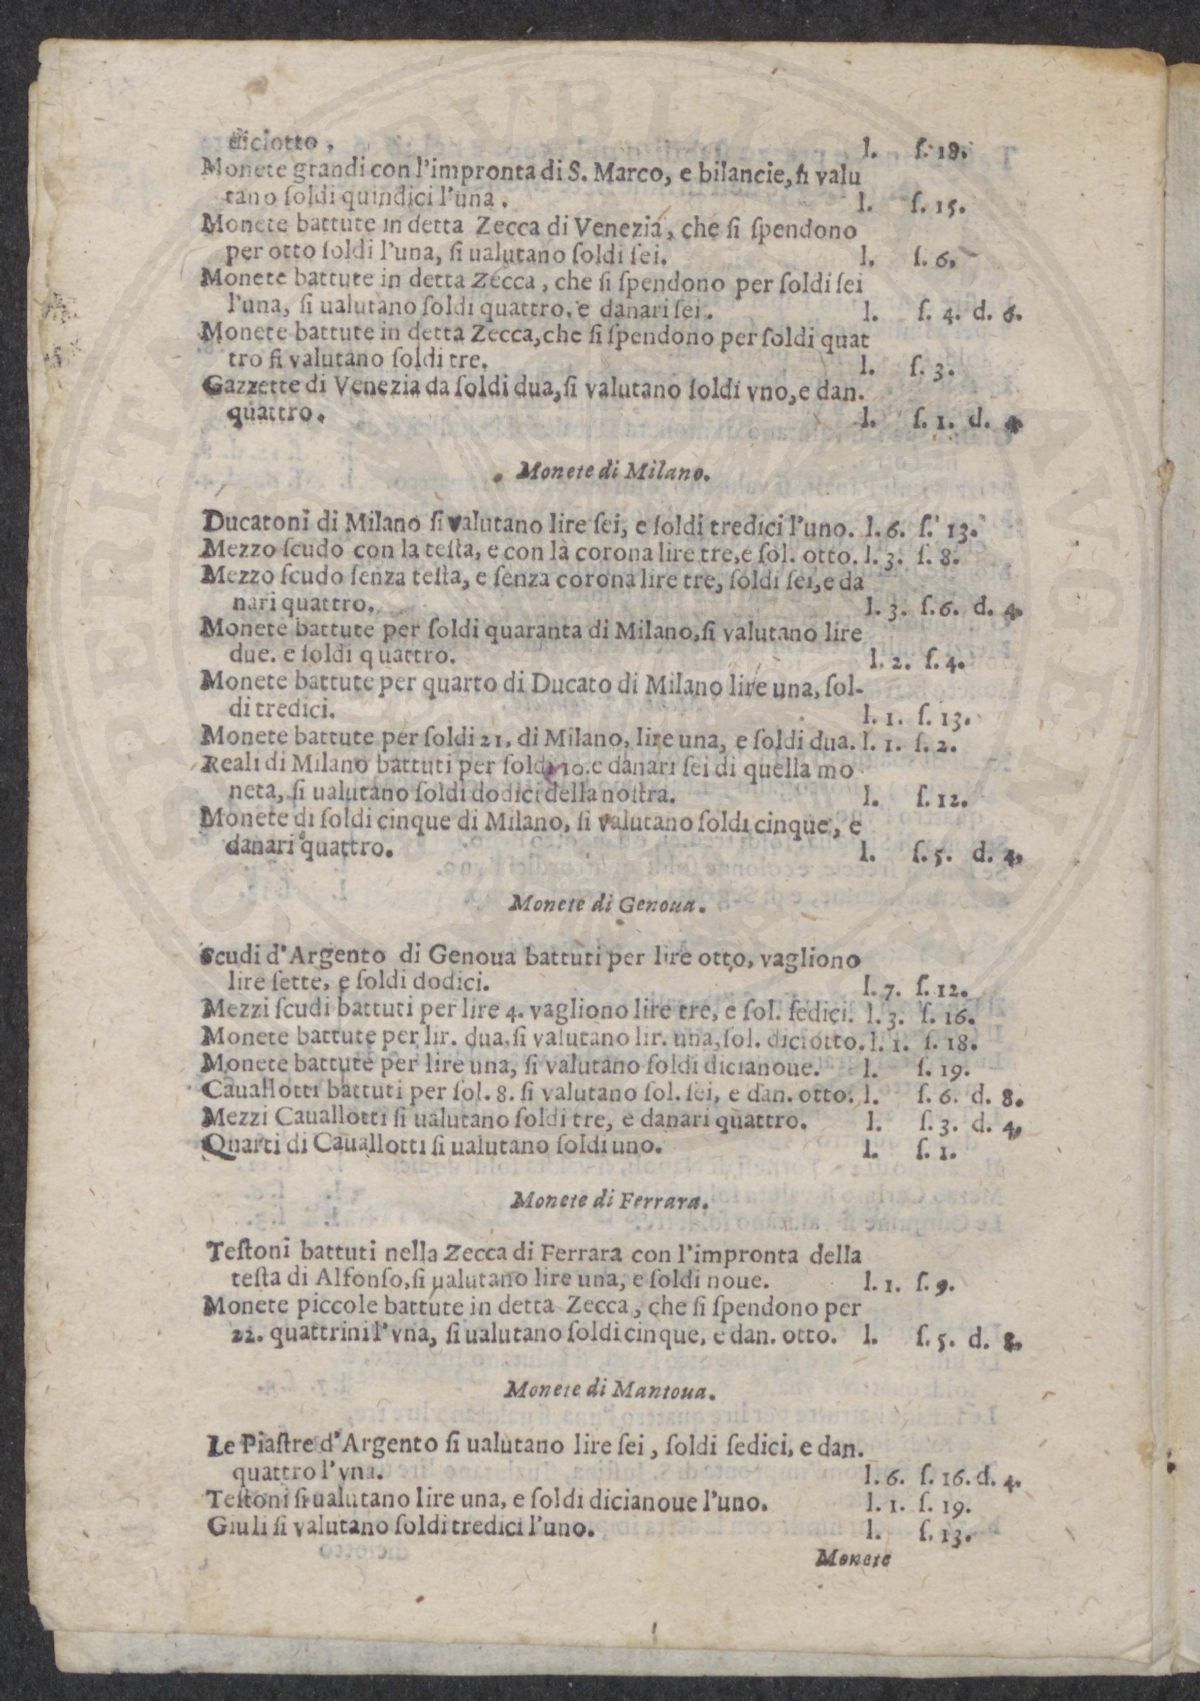 diciotto, l. ſ. 18.
Monete grandi con l'impronta di S. Marco, e bilancie, ſi valu
tano ſoldi quindici l'una. l. ſ. 15.
Monete battute in detta Zecca di Venezia, che ſi ſpendono
per otto ſoldi l'una, ſi ualutano ſoldi ſei. l. ſ. 6.
Monete battute in detta Zecca, che ſi ſpendono per ſoldi ſei
l'una, ſi ualutano ſoldi quattro, e danari ſei. l. ſ. 4. d. 6.
Monete battute in detta Zecca, che ſi ſpendono per ſoldi quat
tro ſi valutano ſoldi tre. l. ſ. 3.
Gazzette di Venezia da ſoldi dua, ſi valutano ſoldi vno, e dan.
quattro. l. ſ. 1. d. 4.
Monete di Milano.
Ducatoni di Milano ſi valutano lire ſei, e ſoldi tredici l'uno. l. 6. ſ. 13.
Mezzo ſcudo con la teſta, e con la corona lire tre, e ſol. otto. l. 3. ſ. 8.
Mezzo ſcudo ſenza teſta, e ſenza corona lire tre, ſoldi ſei, e da
nari quattro. l. 3. ſ. 6. d. 4.
Monete battute per ſoldi quaranta di Milano, ſi valutano lire
due. e ſoldi quattro. l. 2. ſ. 4.
Monete battute per quarto di Ducato di Milano lire una, ſol-
di tredici. l. 1. ſ. 13.
Monete battute per ſoldi 21. di Milano, lire una, e ſoldi dua. l. 1. ſ. 2.
Reali di Milano battuti per ſoldi 10. e danari ſei di quella mo
neta, ſi ualutano ſoldi dodici della noſtra. l. ſ. 12.
Monete di ſoldi cinque di Milano, ſi valutano ſoldi cinque, e
danari quattro. l. ſ. 5. d. 4.
Monete di Genoua.
Scudi d'Argento di Genoua battuti per lire otto, vagliono
lire ſette, e ſoldi dodici. l. 7. ſ. 12.
Mezzi ſcudi battuti per lire 4. vagliono lire tre, e ſol. ſedici. l. 3. ſ. 16.
Monete battute per lir. dua, ſi valutano lir. una, ſol. diciotto. l. 1. ſ. 18.
Monete battute per lire una, ſi valutano ſoldi dicianoue. l. ſ. 19.
Cauallotti battuti per ſol. 8. ſi valutano ſol. ſei, e dan. otto. l. ſ. 6. d. 8.
Mezzi Cauallotti ſi ualutano ſoldi tre, e danari quattro. l. ſ. 3. d. 4.
Quarti di Cauallotti ſi ualutano ſoldi uno. l. ſ. 1.
Monete di Ferrara.
Teſtoni battuti nella Zecca di Ferrara con l'impronta della
teſta di Alfonſo, ſi ualutano lire una, e ſoldi noue. l. 1. ſ. 9.
Monete piccole battute in detta Zecca, che ſi ſpendono per
22. quattrini l'vna, ſi ualutano ſoldi cinque, e dan. otto. l. ſ. 5. d. 8.
Monete di Mantoua.
Le Piaſtre d'Argento ſi ualutano lire ſei, ſoldi ſedici, e dan.
quattro l'vna. l. 6. ſ. 16. d. 4.
Teſtoni ſi ualutano lire una, e ſoldi dicianoue l'uno. l. 1. ſ. 19.
Giuli ſi valutano ſoldi tredici l'uno. l. ſ. 13.
Monete